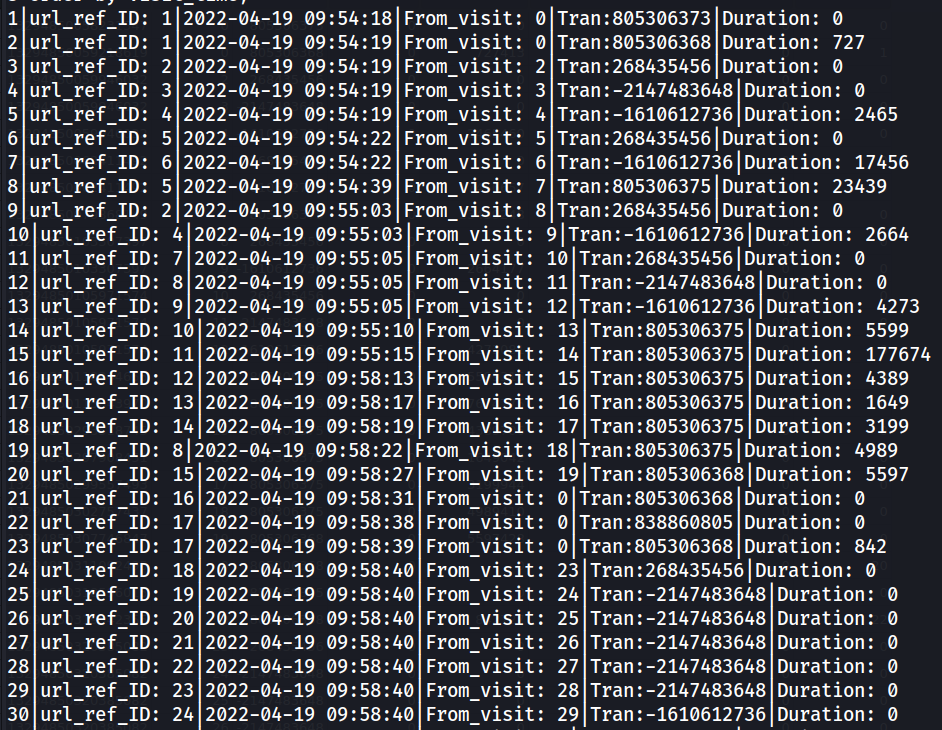 1|url_ref_ID: 1|2022-04-19 09:54:18|From_visit: 0|Tran:805306373|Duration: 0
2|url_ref_ID: 1|2022-04-19 09:54:19|From_visit: 0|Tran:805306368|Duration: 727
3|url_ref_ID: 2|2022-04-19 09:54:19|From_visit: 2|Tran:268435456|Duration: 0
4|url_ref_ID: 3|2022-04-19 09:54:19|From_visit: 3|Tran:-2147483648|Duration: 0
5|url_ref_ID: 4|2022-04-19 09:54:19|From_visit: 4|Tran:-1610612736|Duration: 2465
6|url_ref_ID: 5|2022-04-19 09:54:22|From_visit: 5|Tran:268435456|Duration: 0
7|url_ref_ID: 6|2022-04-19 09:54:22|From_visit: 6|Tran:-1610612736|Duration: 17456
8|url_ref_ID: 5|2022-04-19 09:54:39|From_visit: 7|Tran:805306375|Duration: 23439
9|url_ref_ID: 2|2022-04-19 09:55:03|From_visit: 8|Tran:268435456|Duration: 0
10|url_ref_ID: 4|2022-04-19 09:55:03|From_visit: 9|Tran:-1610612736|Duration: 2664
11|url_ref_ID: 7|2022-04-19 09:55:05|From_visit: 10|Tran:268435456|Duration: 0
12|url_ref_ID: 8|2022-04-19 09:55:05|From_visit: 11|Tran:-2147483648|Duration: 0
13|url_ref_ID: 9|2022-04-19 09:55:05|From_visit: 12|Tran:-1610612736|Duration: 4273
14|url_ref_ID: 10|2022-04-19 09:55:10|From_visit: 13|Tran:805306375|Duration: 5599
15|url_ref_ID: 11|2022-04-19 09:55:15|From_visit: 14|Tran:805306375|Duration: 177674
16|url_ref_ID: 12|2022-04-19 09:58:13|From_visit: 15|Tran:805306375|Duration: 4389
17|url_ref_ID: 13|2022-04-19 09:58:17|From_visit: 16|Tran:805306375|Duration: 1649
18|url_ref_ID: 14|2022-04-19 09:58:19|From_visit: 17|Tran:805306375|Duration: 3199
19|url_ref_ID: 8|2022-04-19 09:58:22|From_visit: 18|Tran:805306375|Duration: 4989
20|url_ref_ID: 15|2022-04-19 09:58:27|From_visit: 19|Tran:805306368|Duration: 5597
21|url_ref_ID: 16|2022-04-19 09:58:31|From_visit: 0|Tran:805306368|Duration: 0
22|url_ref_ID: 17|2022-04-19 09:58:38|From_visit: 0|Tran:838860805|Duration: 0
23|url_ref_ID: 17|2022-04-19 09:58:39|From_visit: 0|Tran:805306368|Duration: 842
24|url_ref_ID: 18|2022-04-19 09:58:40|From_visit: 23|Tran:268435456|Duration: 0
25|url_ref_ID: 19|2022-04-19 09:58:40|From_visit: 24|Tran:-2147483648|Duration: 0
26|url_ref_ID: 20|2022-04-19 09:58:40|From_visit: 25|Tran:-2147483648|Duration: 0
27|url_ref_ID: 21|2022-04-19 09:58:40|From_visit: 26|Tran:-2147483648|Duration: 0
28|url_ref_ID: 22|2022-04-19 09:58:40|From_visit: 27|Tran:-2147483648|Duration: 0
29|url_ref_ID: 23|2022-04-19 09:58:40|From_visit: 28|Tran:-2147483648|Duration: 0
30|url_ref_ID: 24|2022-04-19 09:58:40|From_visit: 29|Tran:-1610612736|Duration: 0